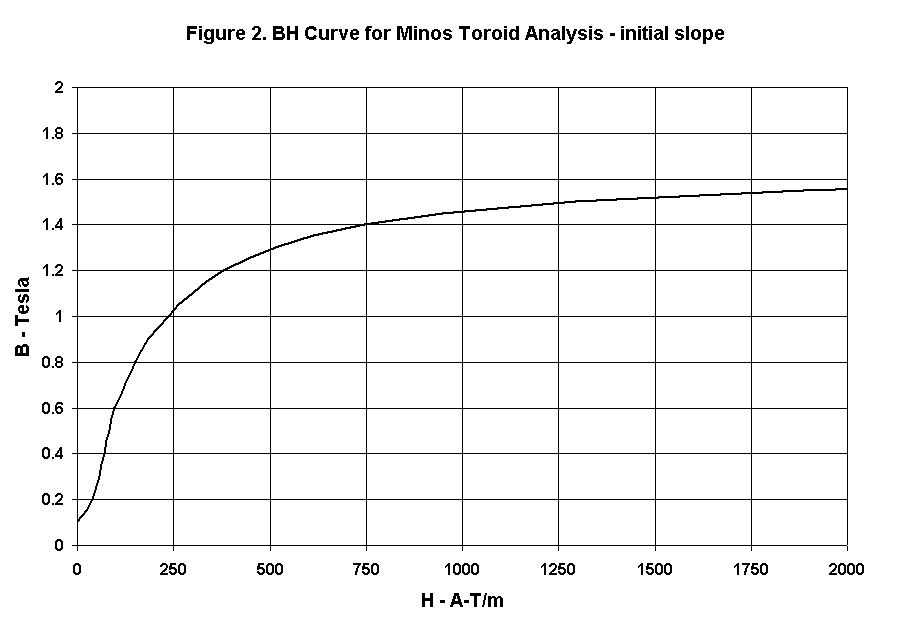 Figure 2. BH Curve for Minos Toroid Analysis - initial slope
2
1.8
1.6
1.4
1.2
1
0.8
0.6
0.4
0.2
0
B - Tesla
0 250 500 750 1000 1250 1500 1750 2000
H - A-T/m